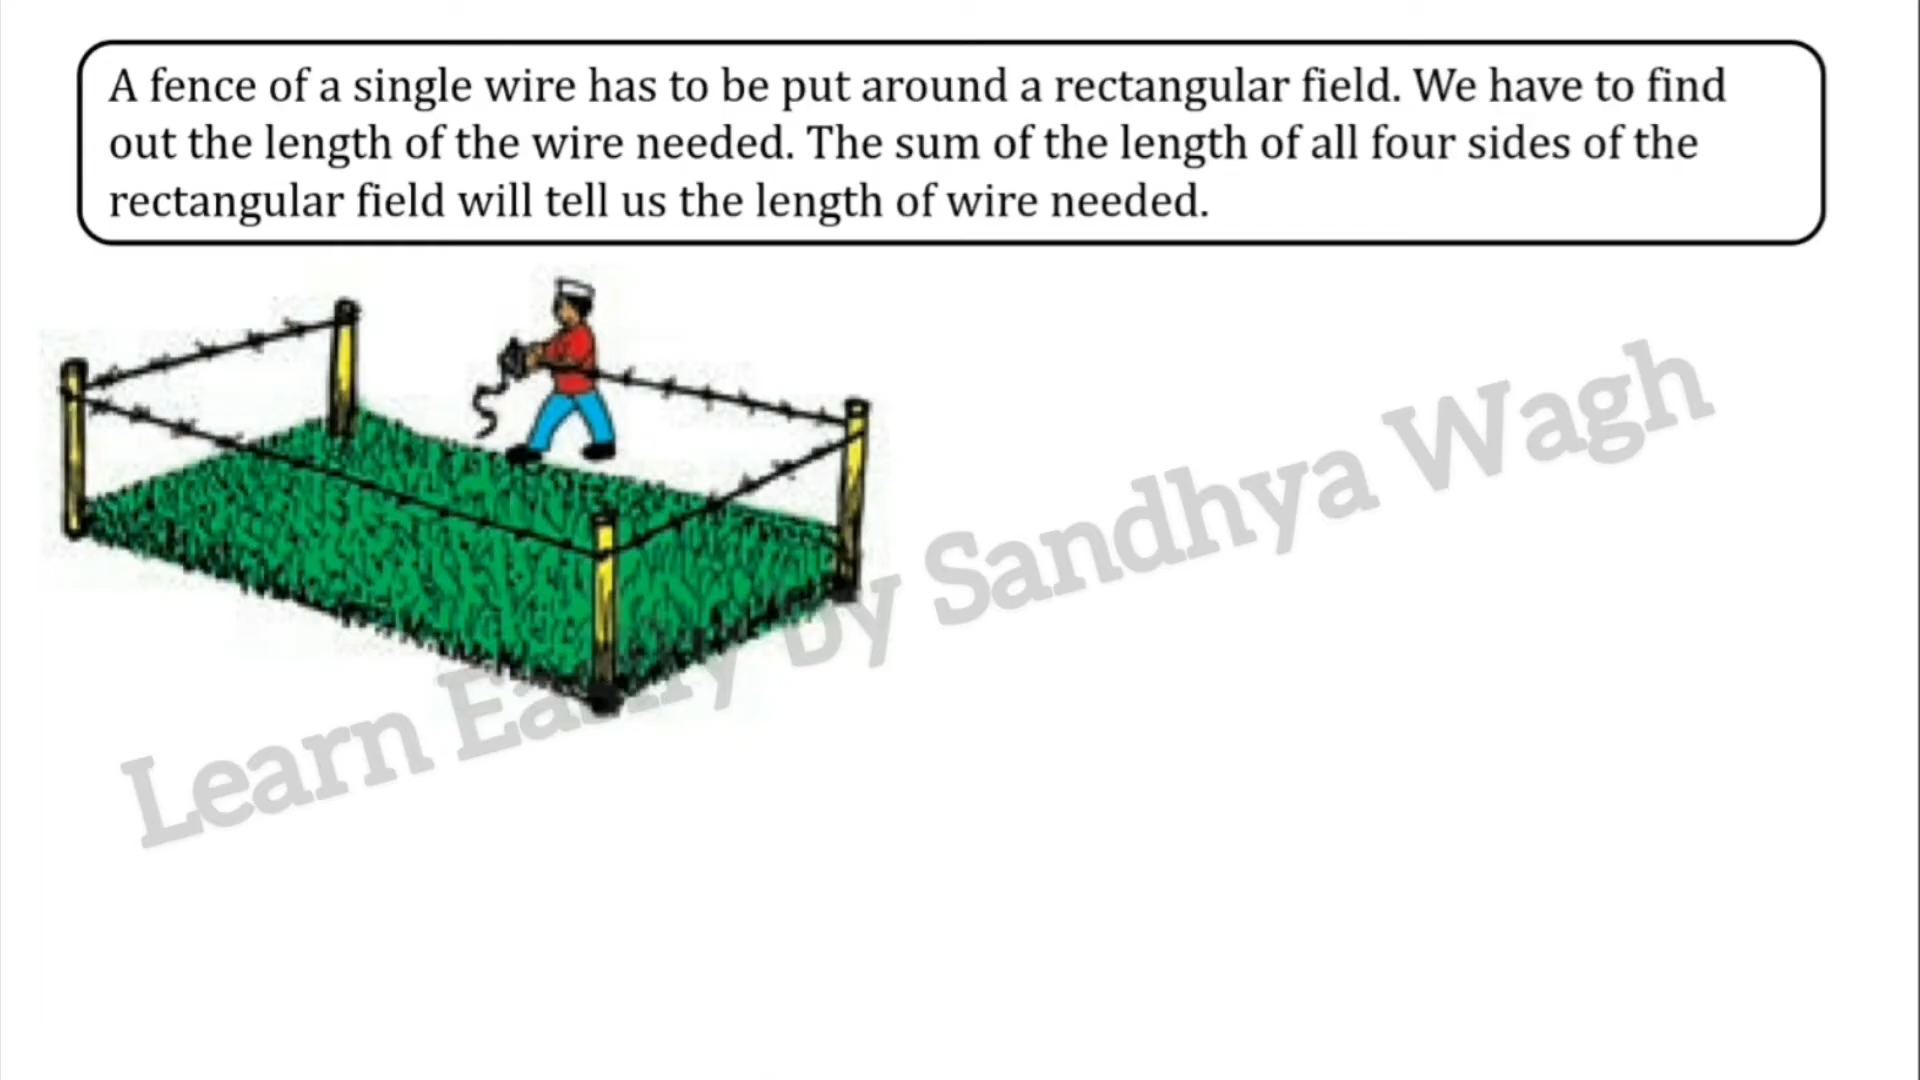 A fence of a single wire has to be put around a rectangular field. We have to find
out the length of the wire needed. The sum of the length of all four sides of the
rectangular field will tell us the length of wire needed.
Learn Easily by Sandhya Wagh